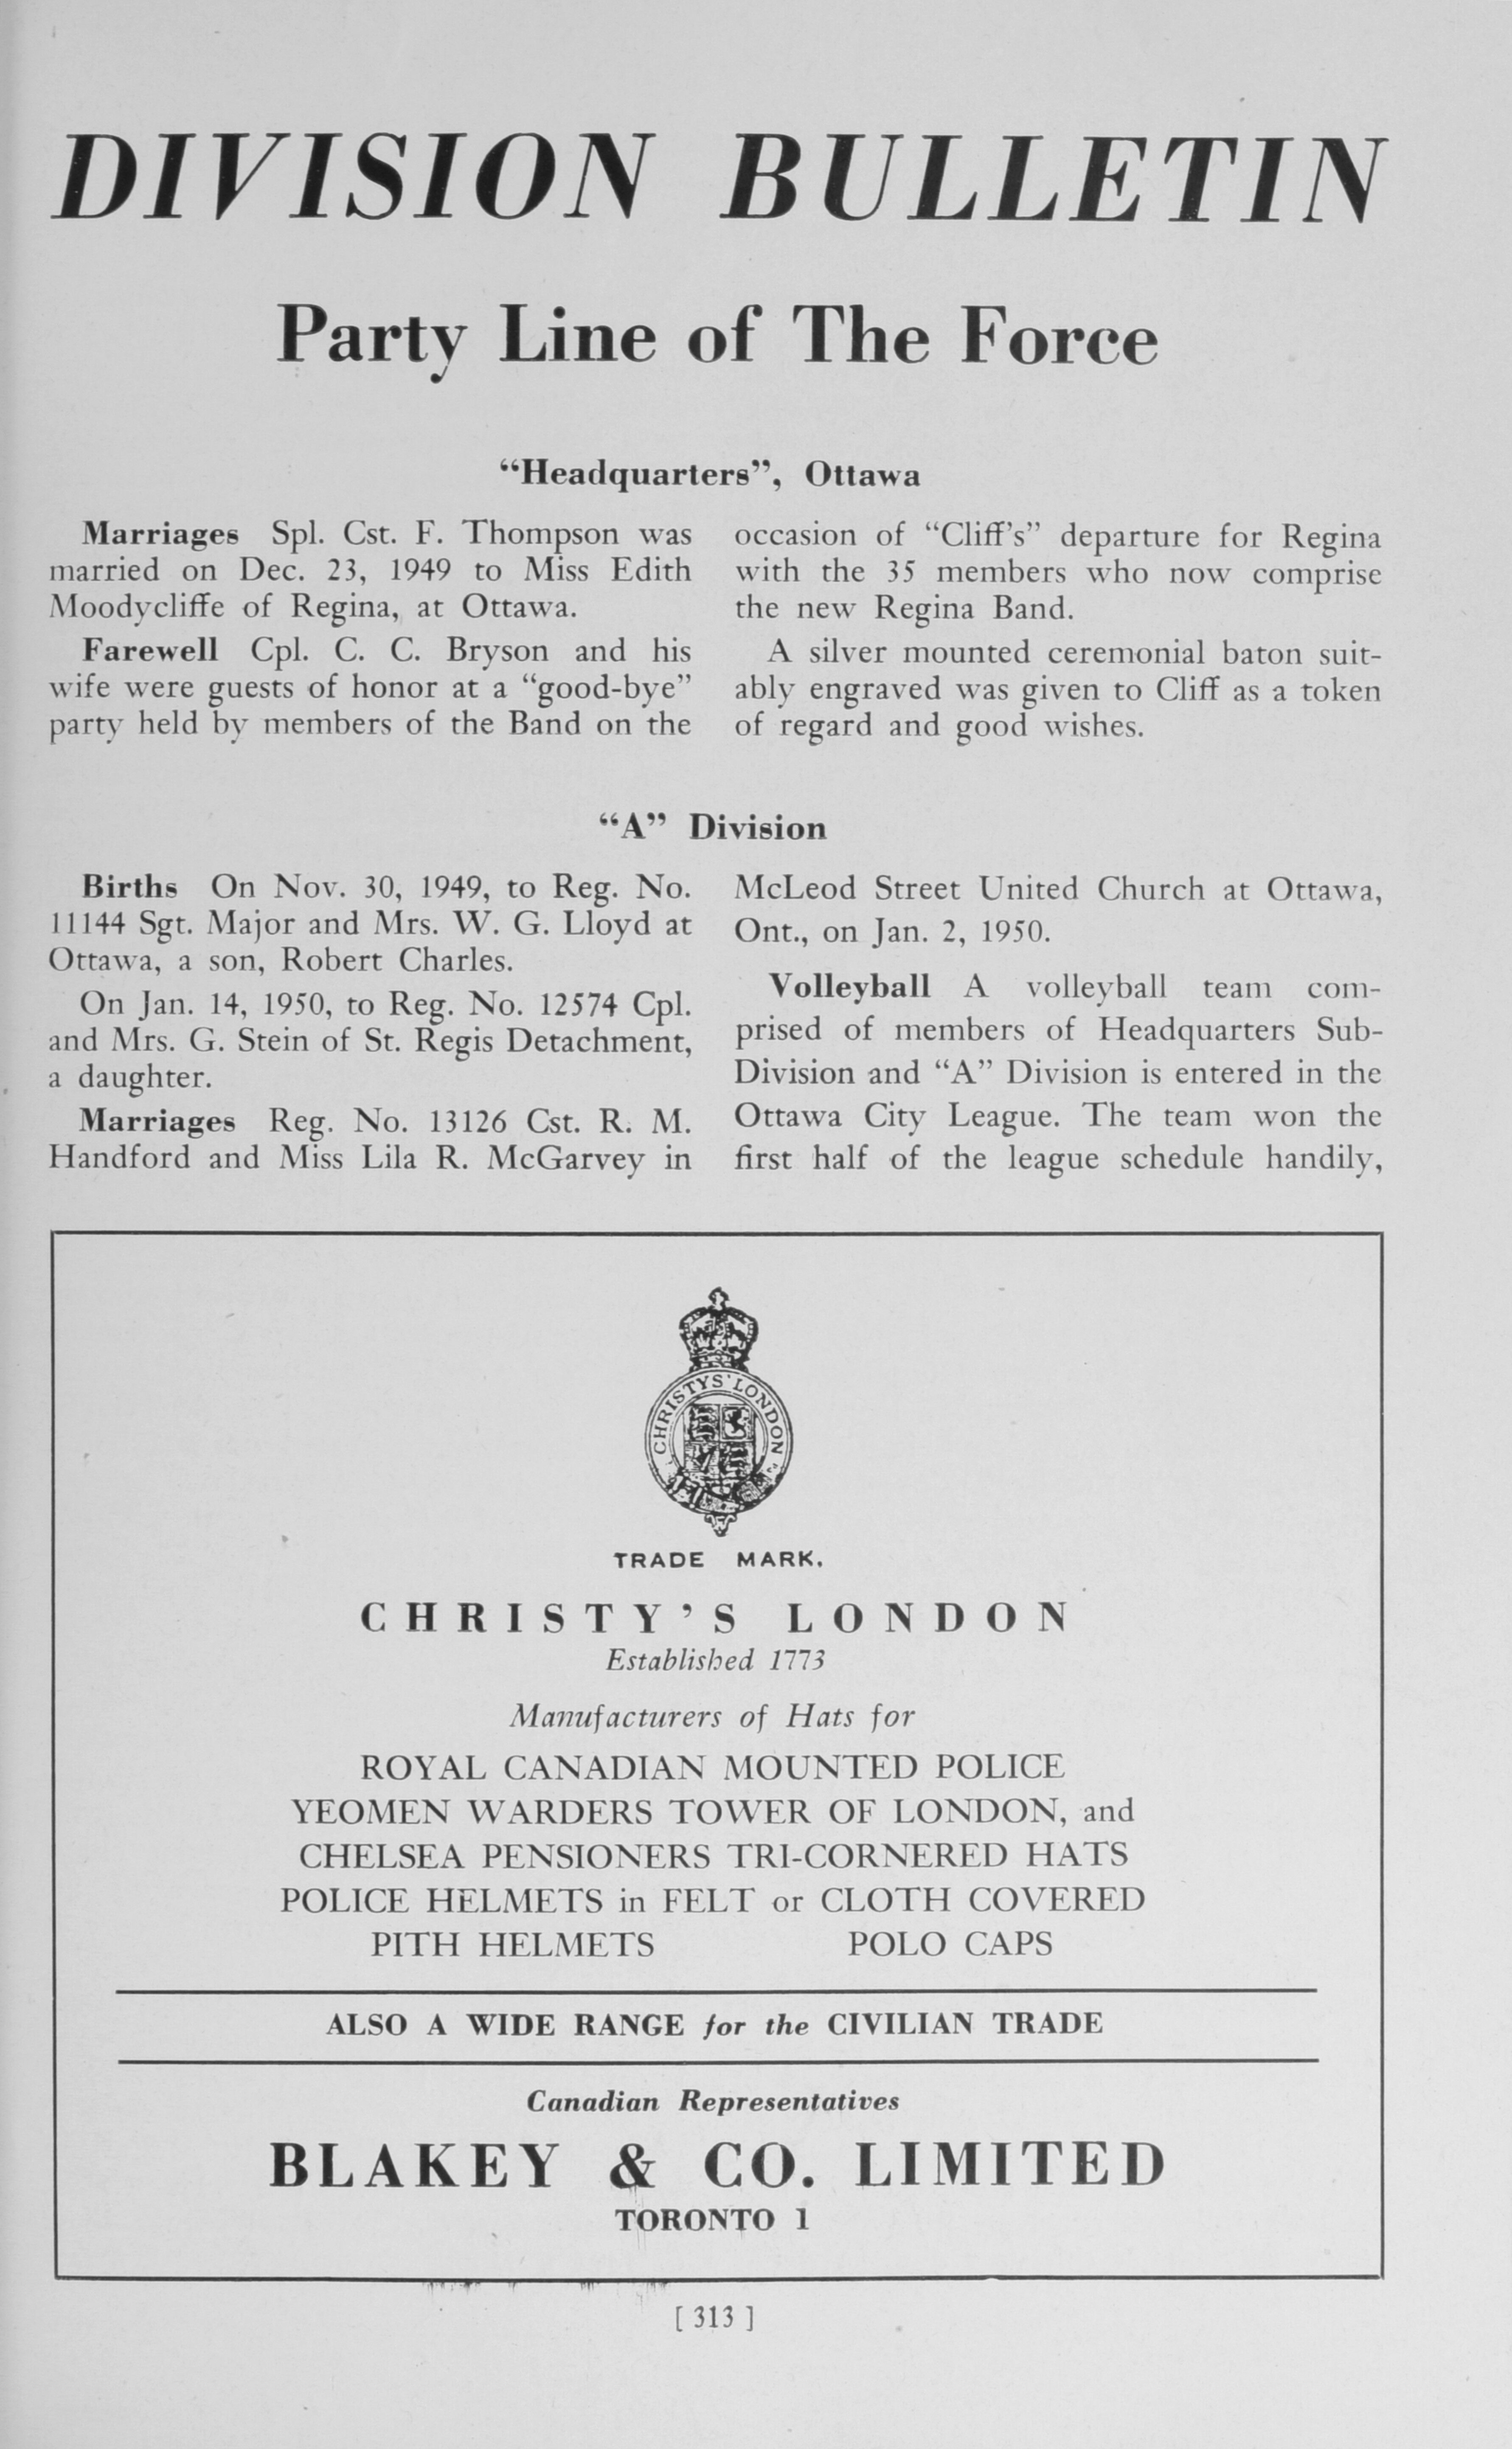 DIVISION BULLETIN
Party Line of The Force
“Headquarters”, Ottawa
Marriages Spl. Cst. F. Thompson was
married on Dec. 23, 1949 to Miss Edith
Moodycliffe of Regina, at Ottawa.
Farewell Cpl. C. C. Bryson and his
wife were guests of honor at a “good-bye”
party held by members of the Band on the
occasion of “Cliff’s” departure for Regina
with the 35 members who now comprise
the new Regina Band.
A silver mounted ceremonial baton suit-
ably engraved was given to Cliff as a token
of regard and good wishes.
“A” Division
Births On Nov. 30, 1949, to Reg. No.
11144 Sgt. Major and Mrs. W. G. Lloyd at
Ottawa, a son, Robert Charles.
On Jan. 14, 1950, to Reg. No. 12574 Cpl.
and Mrs. G. Stein of St. Regis Detachment,
a daughter.
Marriages Reg. No. 13126 Cst. R. M.
Handford and Miss Lila R. McGarvey in
McLeod Street United Church at Ottawa,
Ont., on Jan. 2, 1950.
Volleyball A volleyball team com-
prised of members of Headquarters Sub-
Division and “A” Division is entered in the
Ottawa City League. The team won the
first half of the league schedule handily,
CHRISTYS' LONDON
TRADE MARK.
CHRISTY’S LONDON
Established 1773
Manufacturers of Hats for
ROYAL CANADIAN MOUNTED POLICE
YEOMEN WARDERS TOWER OF LONDON, and
CHELSEA PENSIONERS TRI-CORNERED HATS
POLICE HELMETS in FELT or CLOTH COVERED
PITH HELMETS POLO CAPS
ALSO A WIDE RANGE for the CIVILIAN TRADE
Canadian Representatives
BLAKEY & CO. LIMITED
TORONTO 1
[ 313 ]